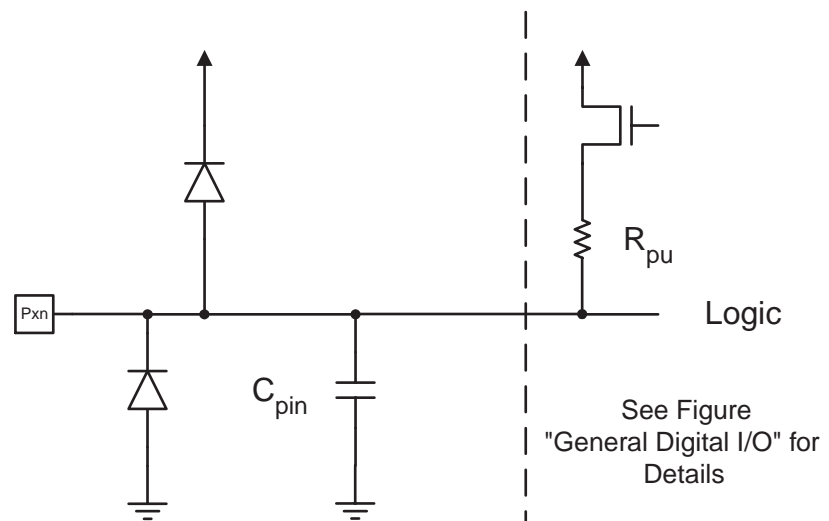 R_pu
Pxn
Logic
C_pin
See Figure
"General Digital I/O" for
Details